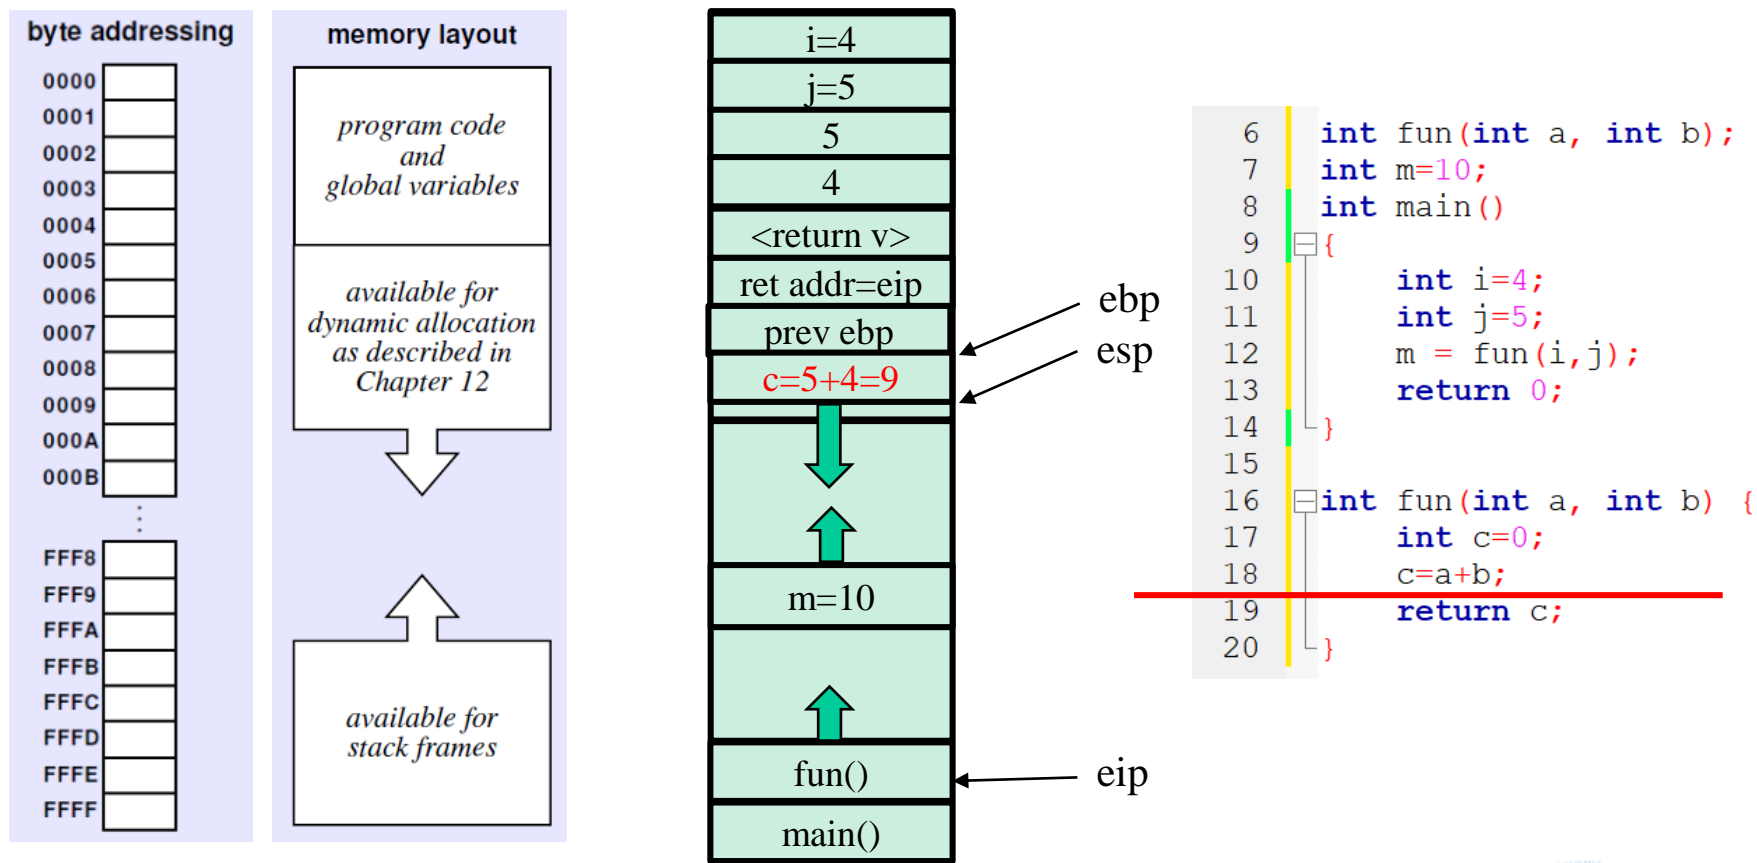 byte addressing
0000
0001
0002
0003
0004
0005
0006
0007
0008
0009
000A
000B
⋮
FFF8
FFF9
FFFA
FFFB
FFFC
FFFD
FFFE
FFFF
memory layout
program code
and
global variables
available for
dynamic allocation
as described in
Chapter 12
available for
stack frames
i=4
j=5
5
4
<return v>
ret addr=eip
prev ebp
c=5+4=9
m=10
fun()
main()
ebp
esp
eip
6 int fun(int a, int b);
7 int m=10;
8 int main()
9 {
10 int i=4;
11 int j=5;
12 m = fun(i,j);
13 return 0;
14 }
15
16 int fun(int a, int b) {
17 int c=0;
18 c=a+b;
19 return c;
20 }